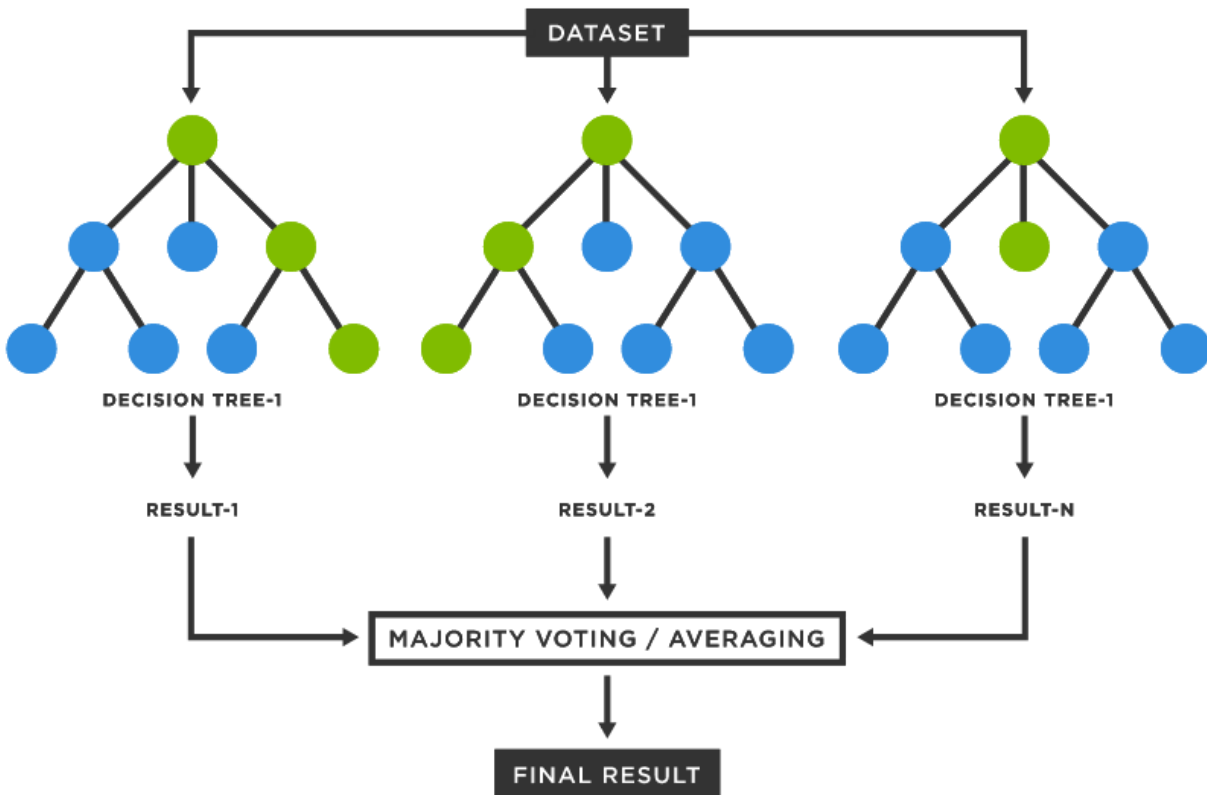 DATASET
DECISION TREE-1
DECISION TREE-1
DECISION TREE-1
RESULT-1
RESULT-2
RESULT-N
MAJORITY VOTING / AVERAGING
FINAL RESULT